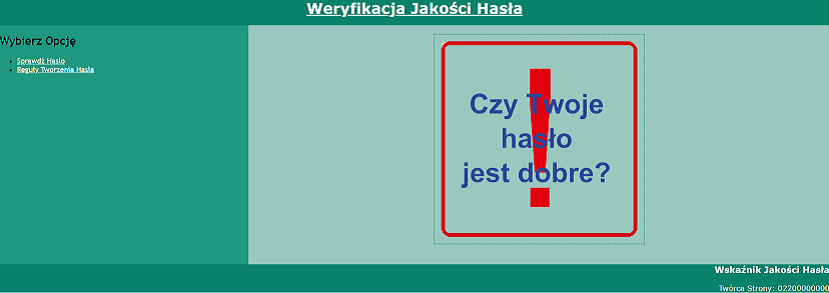 Weryfikacja Jakości Hasła
Wybierz Opcję
Sprawdź Hasło
Reguły Tworzenia Hasła
Czy Twoje
hasło
jest dobre?
Wskaźnik Jakości Hasła
Twórca Strony: 02200000000